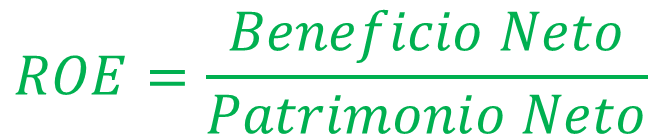 Beneficio Neto
ROE =
Patrimonio Neto